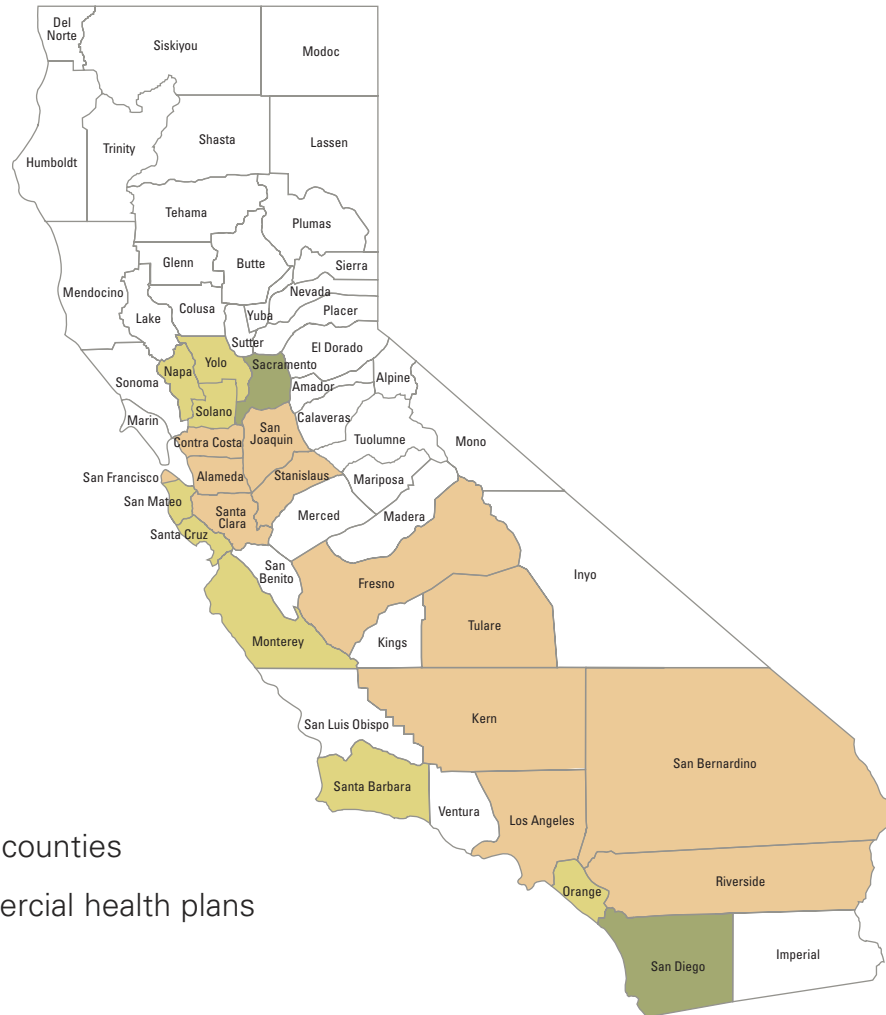 Del
Norte
Siskiyou
Modoc
Humboldt
Trinity
Shasta
Lassen
Tehama
Plumas
Glenn
Butte
Sierra
Mendocino
Lake
Colusa
Yuba
Nevada
Placer
Sutter
El Dorado
Sonoma
Napa
Yolo
Sacramento
Amador
Alpine
Marin
Solano
Calaveras
Tuolumne
Mono
San
Joaquin
Contra Costa
San Francisco
Alameda
Stanislaus
Mariposa
San Mateo
Santa
Clara
Merced
Madera
Santa Cruz
San
Benito
Fresno
Inyo
Monterey
Kings
Tulare
San Luis Obispo
Kern
San Bernardino
Santa Barbara
Ventura
Los Angeles
counties
Orange
Riverside
ercial health plans
San Diego
Imperial